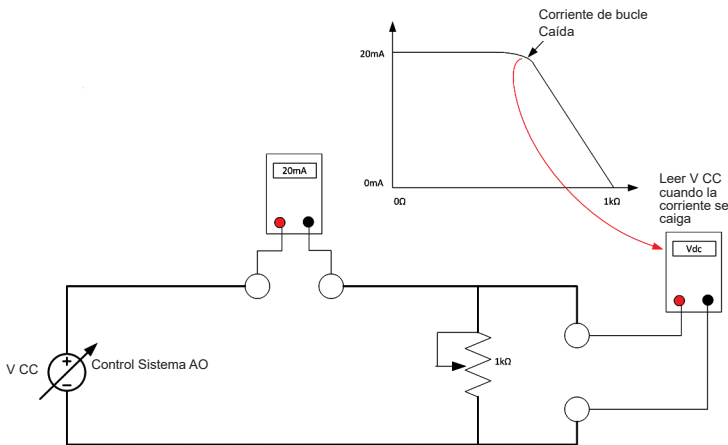 Corriente de bucle
Caída
20mA
0mA
0Ω
1kΩ
20mA
Leer V CC
cuando la
corriente se
caiga
Vdc
V CC
+
−
Control Sistema AO
1kΩ